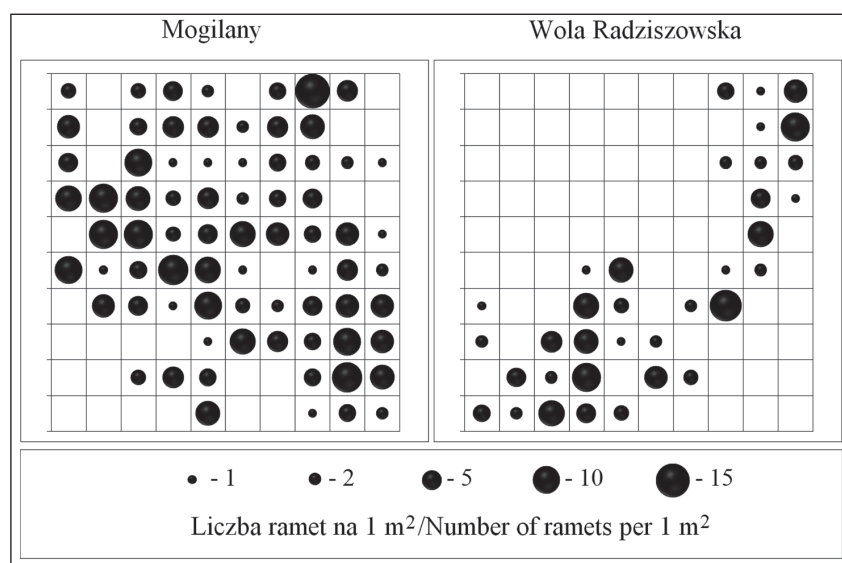 Mogilany
Wola Radziszowska
- 1 - 2 - 5 - 10 - 15
Liczba ramet na 1 m²/Number of ramets per 1 m²